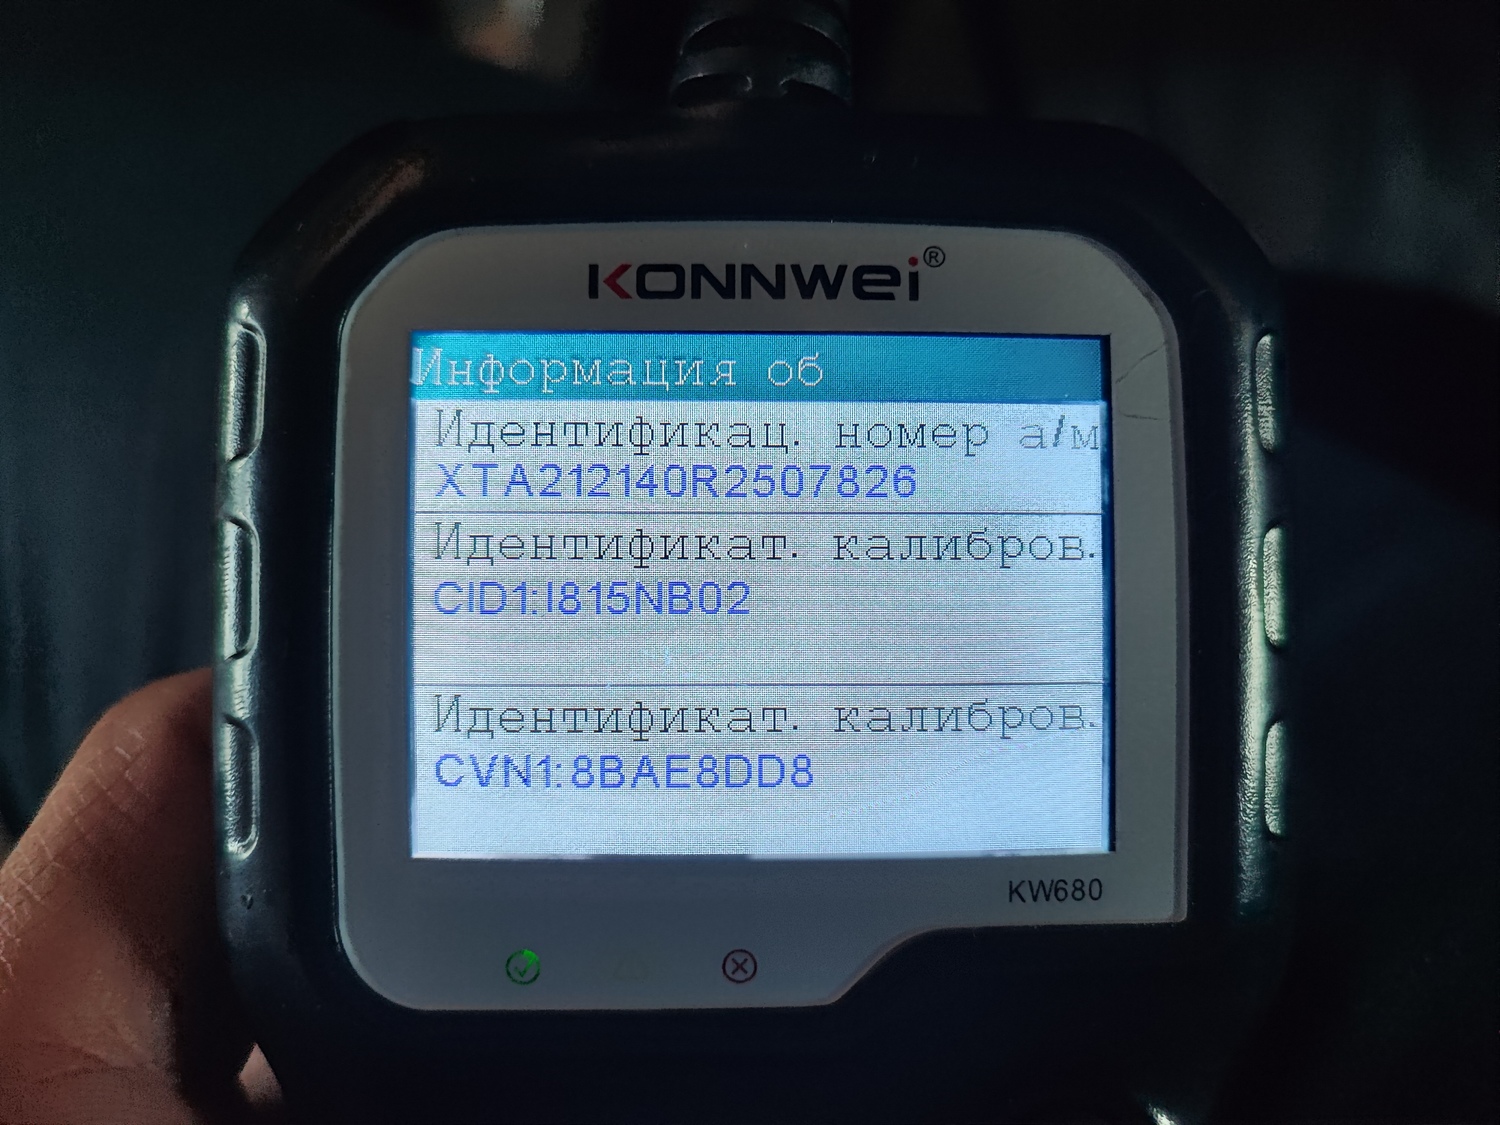 KONNWEI®
Информация об
Идентификац. номер а/м
XTA212140R2507826
Идентификат. калибров.
CID1:I815NB02
Идентификат. калибров.
CVN1:8BAE8DD8
KW680